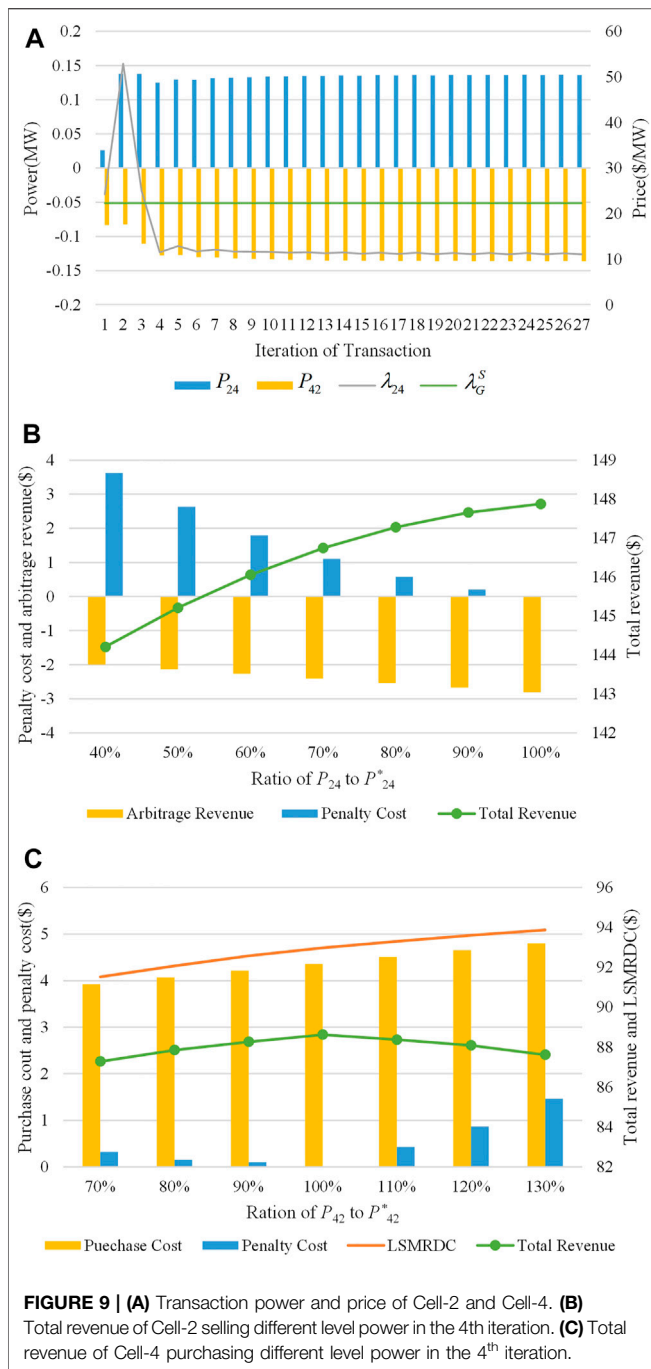 A
0.2
0.15
0.1
0.05
0
-0.05
-0.1
-0.15
-0.2
Power(MW)
60
50
40
30
20
10
0
Price($/MW)
1 2 3 4 5 6 7 8 9 10 11 12 13 14 15 16 17 18 19 20 21 22 23 24 25 26 27
Iteration of Transaction
P24 P42 λ24 λ_G^S
B
4
3
2
1
0
-1
-2
-3
-4
Penalty cost and arbitrage revenue($)
149
148
147
146
145
144
143
142
Total revenue($)
40% 50% 60% 70% 80% 90% 100%
Ratio of P24 to P*24
Arbitrage Revenue Penalty Cost Total Revenue
C
6
5
4
3
2
1
0
Purchase cout and penalty cost($)
96
94
92
90
88
86
84
82
Total revenue and LSMRDC($)
70% 80% 90% 100% 110% 120% 130%
Ration of P42 to P*42
Puechase Cost Penalty Cost LSMRDC Total Revenue
FIGURE 9 | (A) Transaction power and price of Cell-2 and Cell-4. (B)
Total revenue of Cell-2 selling different level power in the 4th iteration. (C) Total
revenue of Cell-4 purchasing different level power in the 4th iteration.